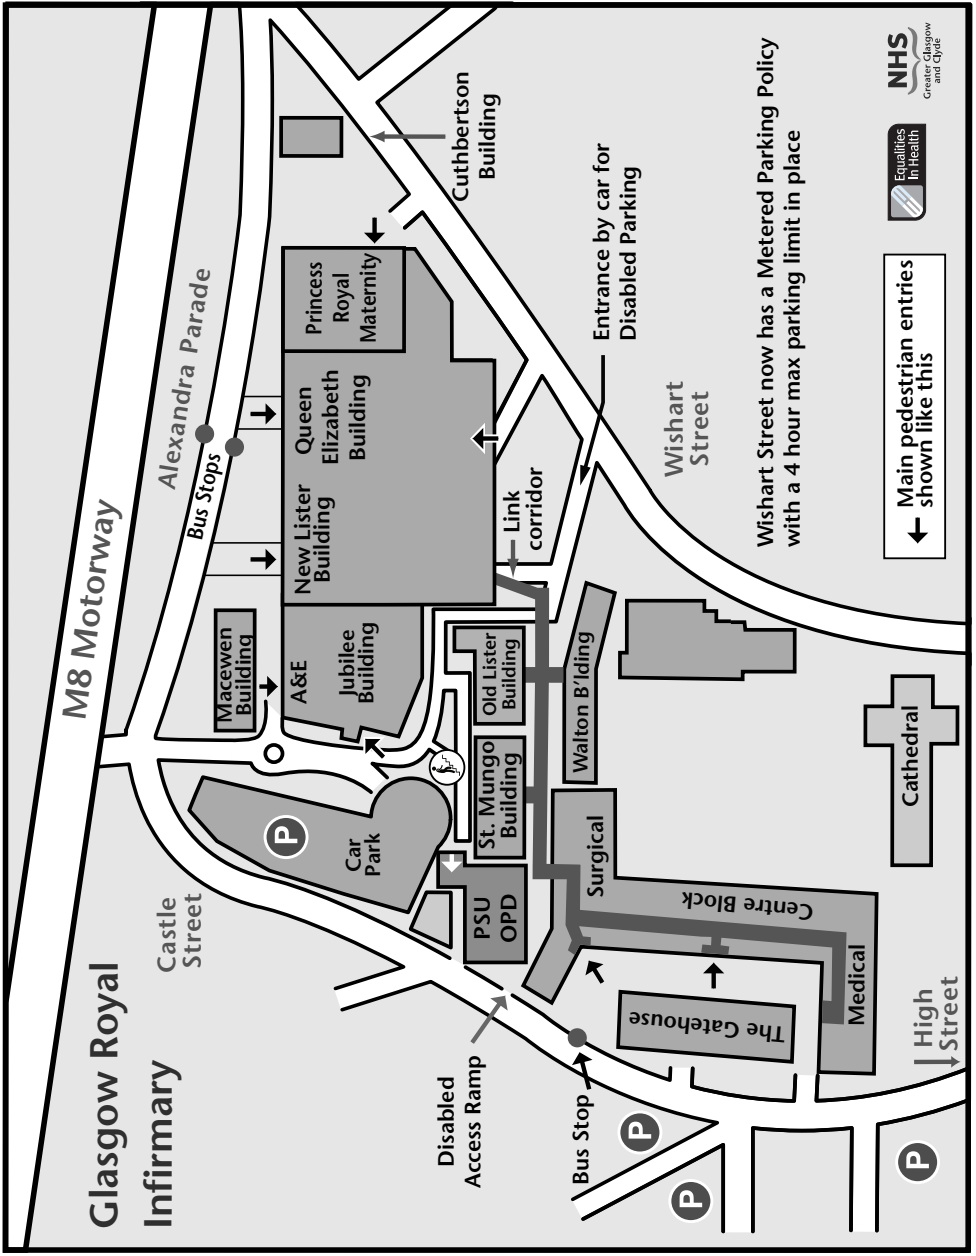 Glasgow Royal
Infirmary
M8 Motorway
Alexandra Parade
Bus Stops
Castle
Street
Macewen
Building
A&E
Jubilee
Building
New Lister
Building
Queen
Elizabeth
Building
Princess
Royal
Maternity
Cuthbertson
Building
P
Car
Park
Link
corridor
Entrance by car for
Disabled Parking
Old Lister
Building
St. Mungo
Building
Walton B'lding
PSU
OPD
Surgical
Centre Block
Medical
The Gatehouse
Disabled
Access Ramp
Bus Stop
P
P
P
High
Street
Cathedral
Wishart
Street
Wishart Street now has a Metered Parking Policy
with a 4 hour max parking limit in place
Main pedestrian entries
shown like this
Equalities
In Health
NHS
Greater Glasgow
and Clyde